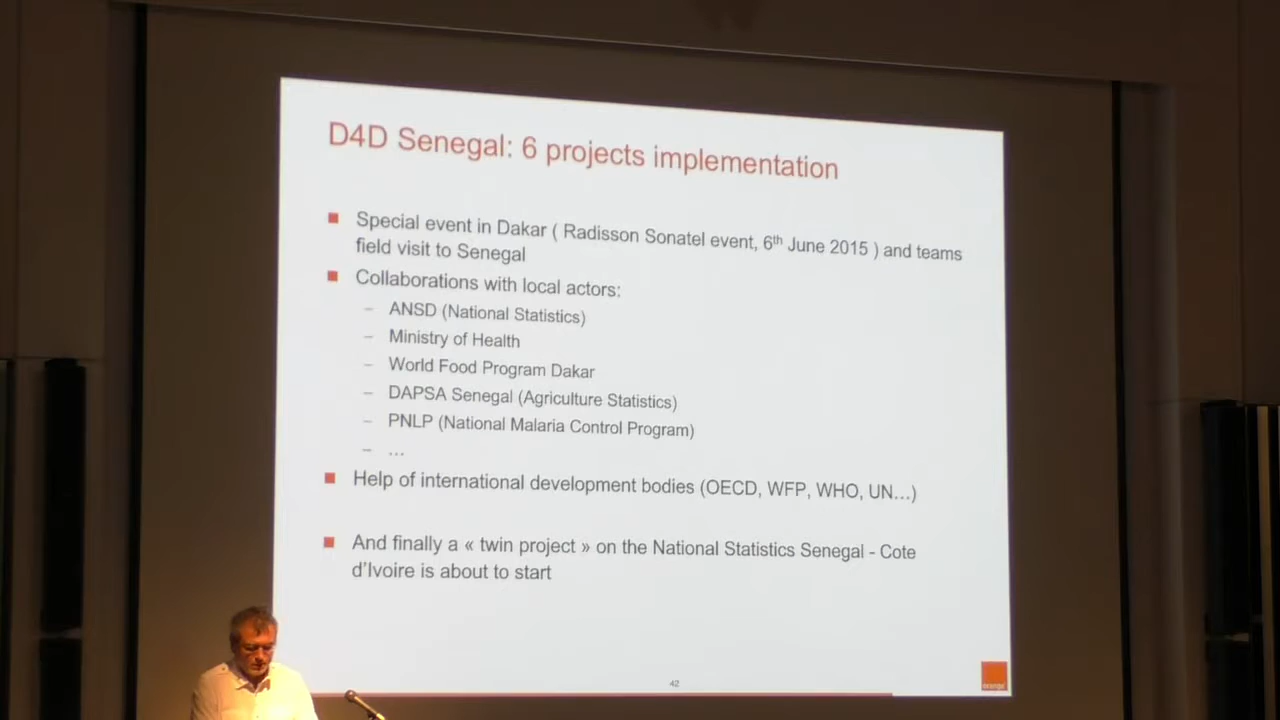 D4D Senegal: 6 projects implementation
Special event in Dakar ( Radisson Sonatel event, 6th June 2015 ) and teams
field visit to Senegal
Collaborations with local actors:
– ANSD (National Statistics)
– Ministry of Health
– World Food Program Dakar
– DAPSA Senegal (Agriculture Statistics)
– PNLP (National Malaria Control Program)
– ...
Help of international development bodies (OECD, WFP, WHO, UN...)
And finally a « twin project » on the National Statistics Senegal - Cote
d'Ivoire is about to start
42
orange